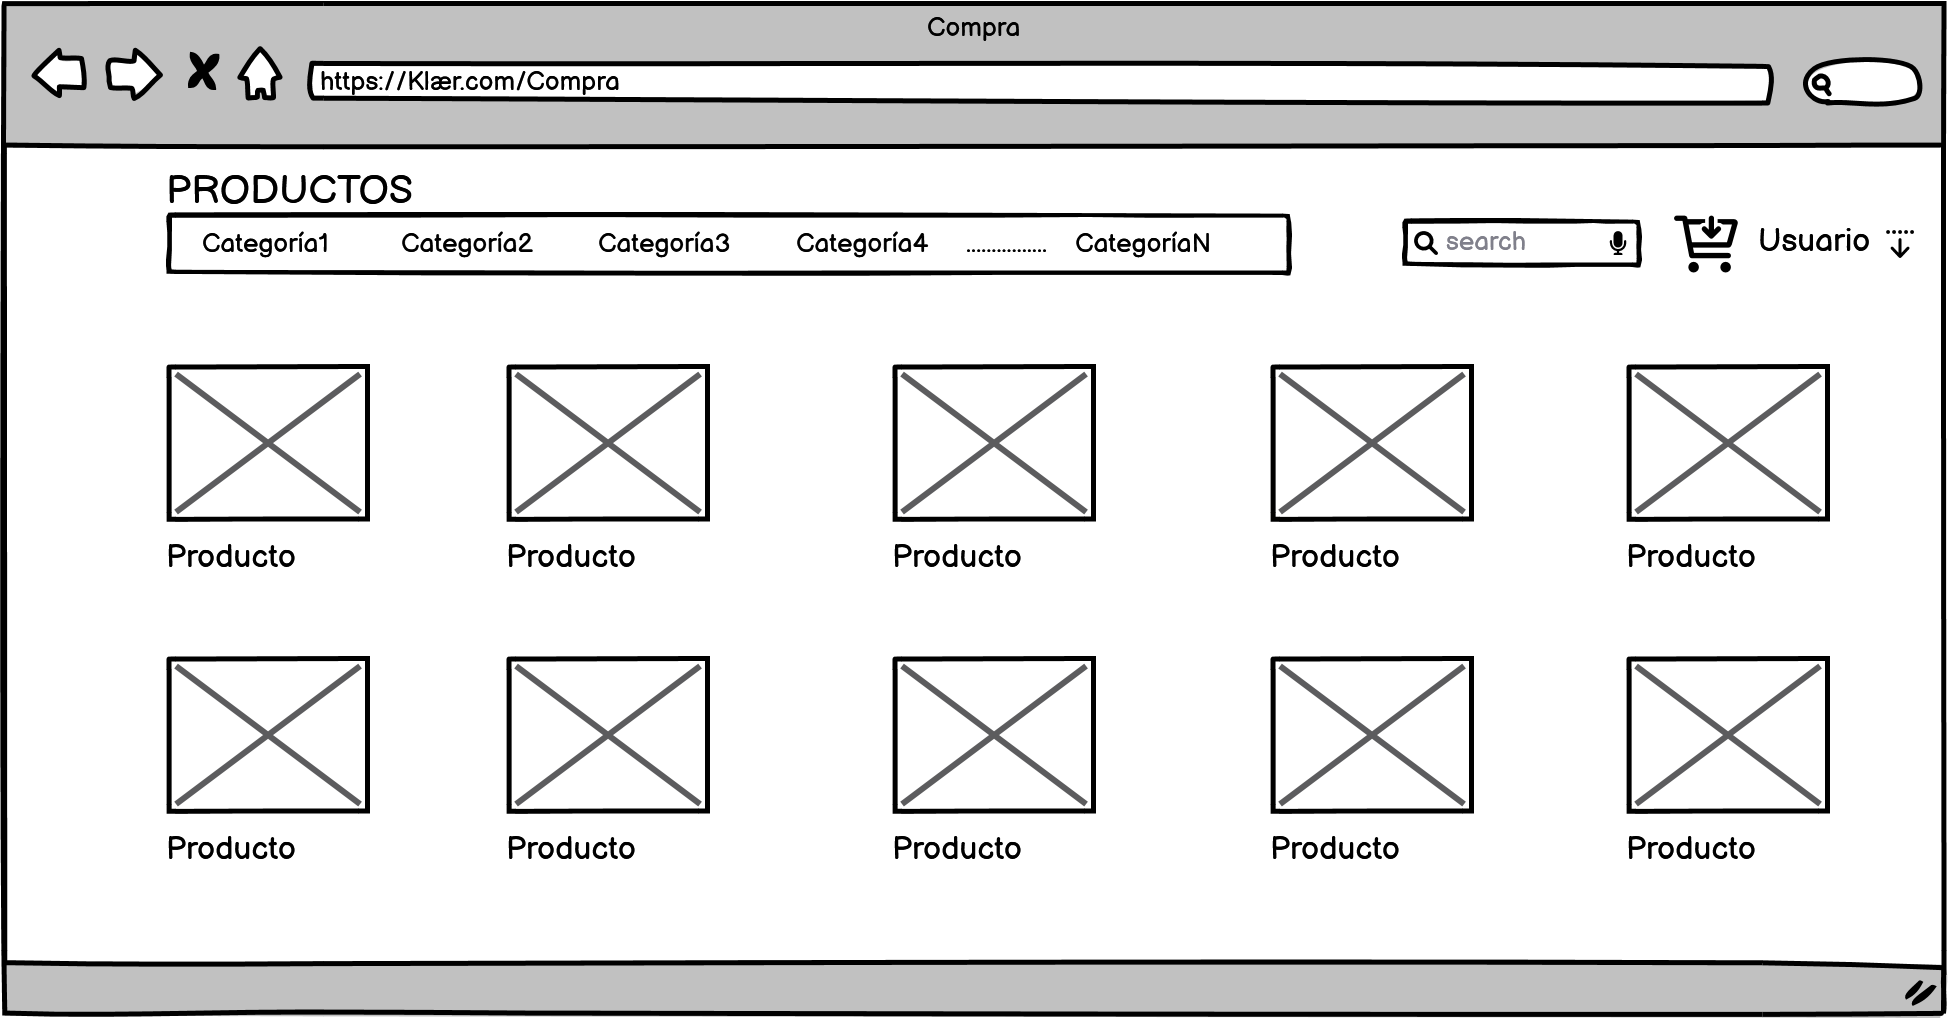 Compra
https://Klær.com/Compra
PRODUCTOS
Categoría1 Categoría2 Categoría3 Categoría4 ............... CategoríaN
search
Usuario
Producto Producto Producto Producto Producto
Producto Producto Producto Producto Producto